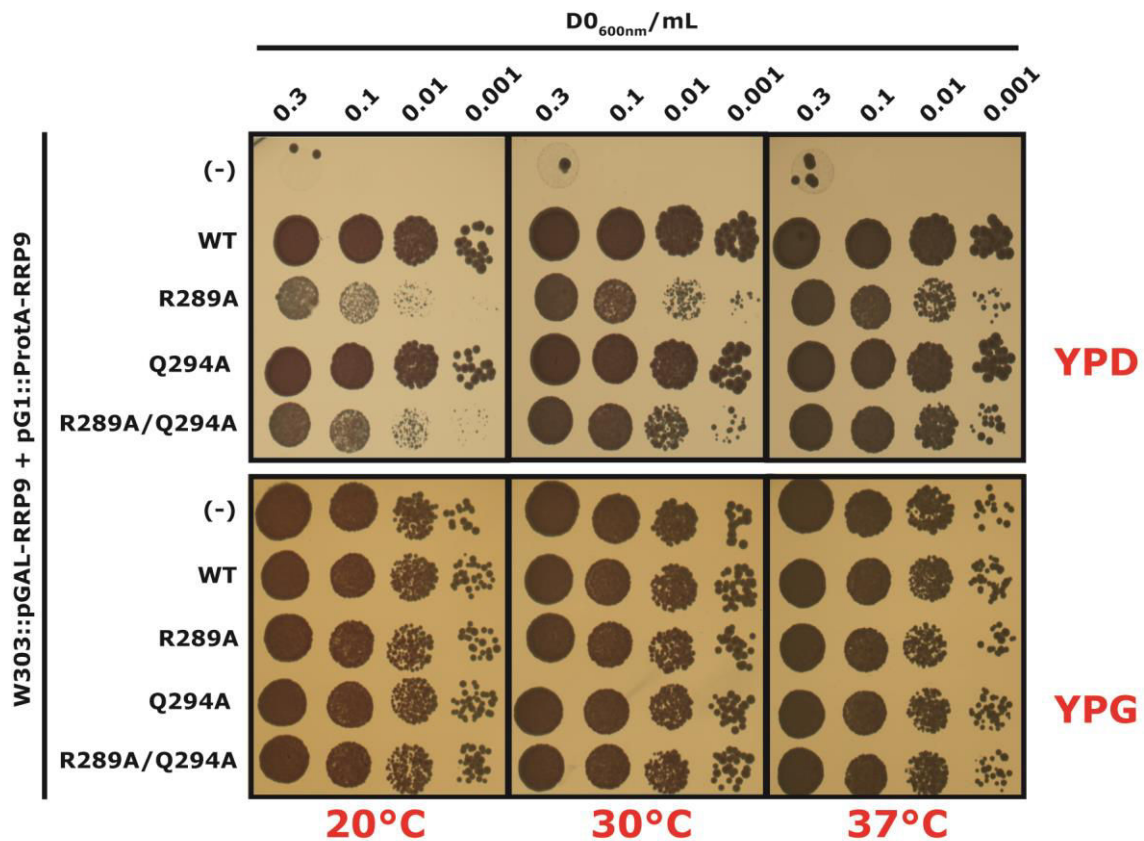 D0600nm/mL
0.3 0.1 0.01 0.001 0.3 0.1 0.01 0.001 0.3 0.1 0.01 0.001
W303::pGAL-RRP9 + pG1::ProtA-RRP9
(-)
WT
R289A
Q294A
R289A/Q294A
YPD
(-)
WT
R289A
Q294A
R289A/Q294A
YPG
20°C 30°C 37°C